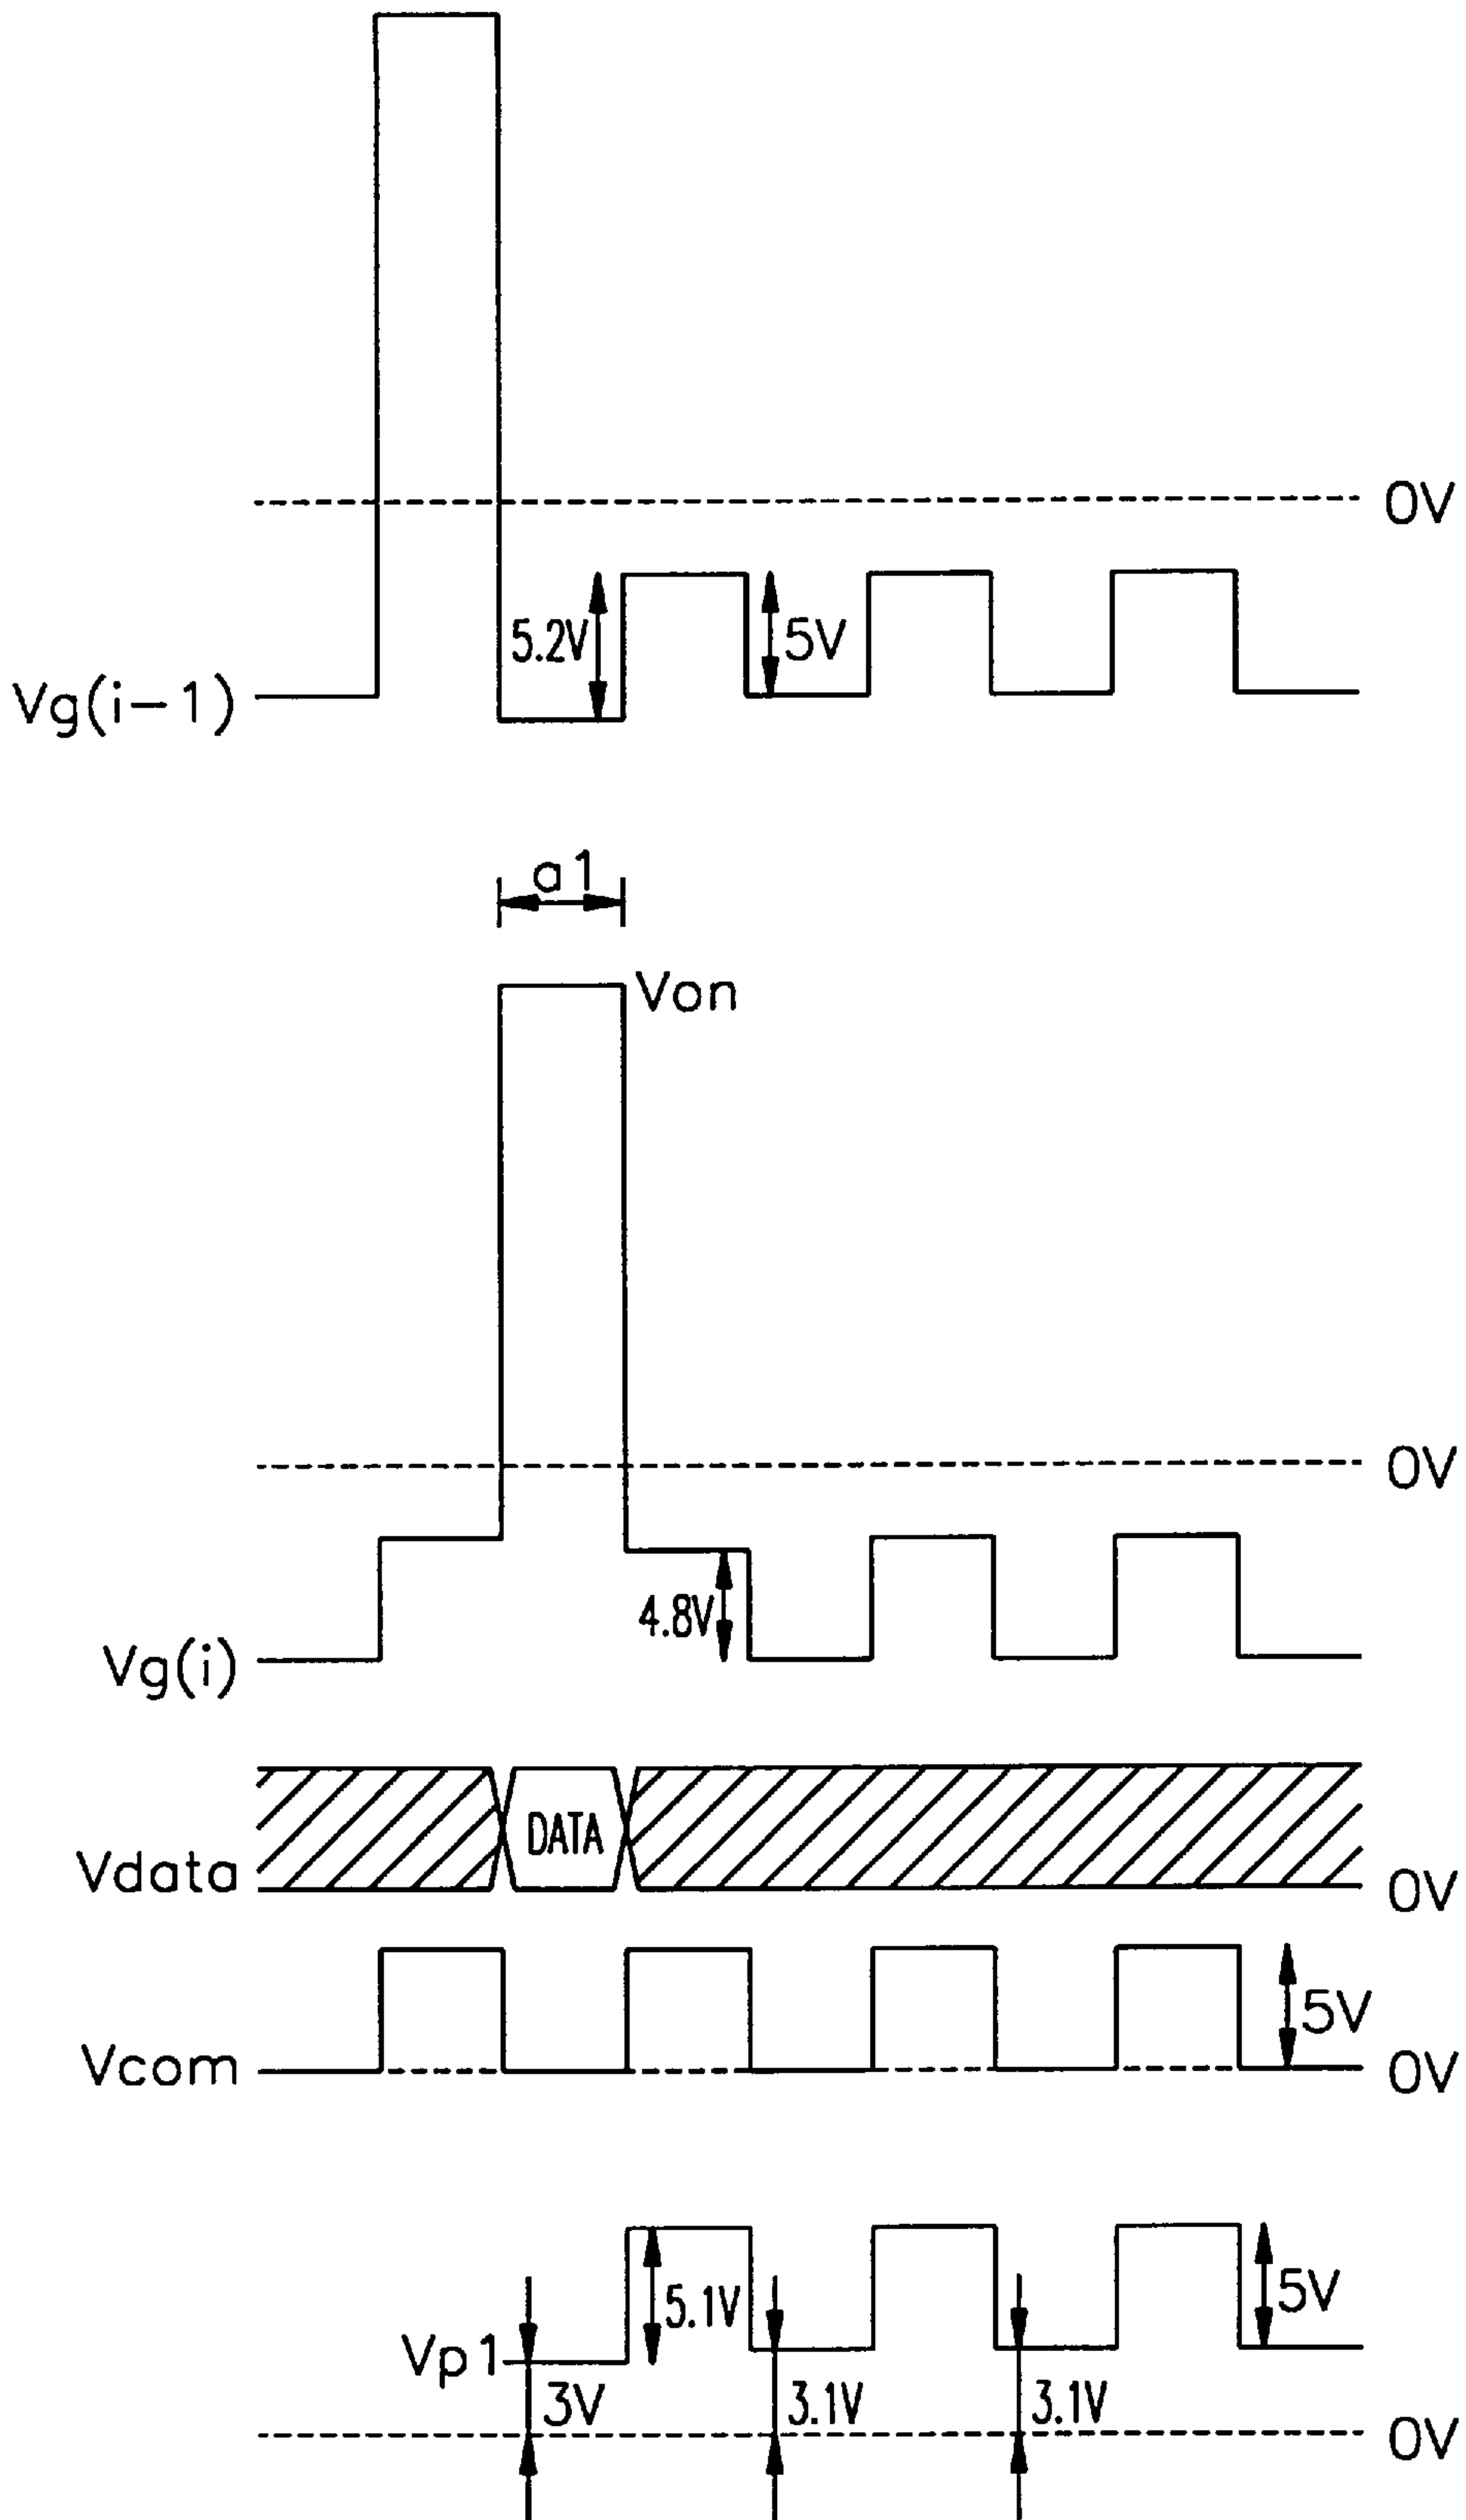 0V
5.2V
5V
Vg(i−1)
a1
Von
0V
4.8V
Vg(i)
DATA
Vdata
0V
5V
Vcom
0V
5.1V
5V
Vp1
3V
3.1V
3.1V
0V